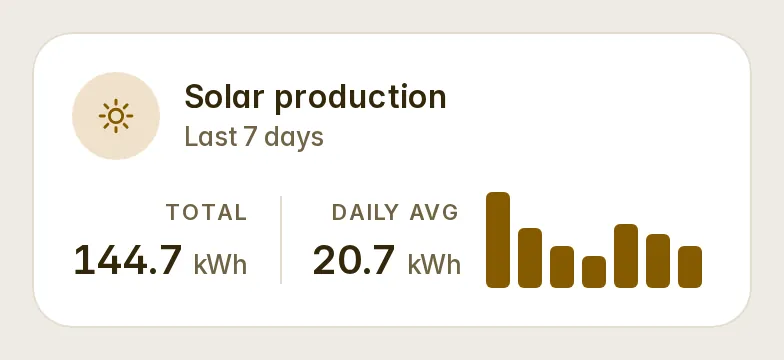 Solar production
Last 7 days
TOTAL
144.7 kWh
DAILY AVG
20.7 kWh